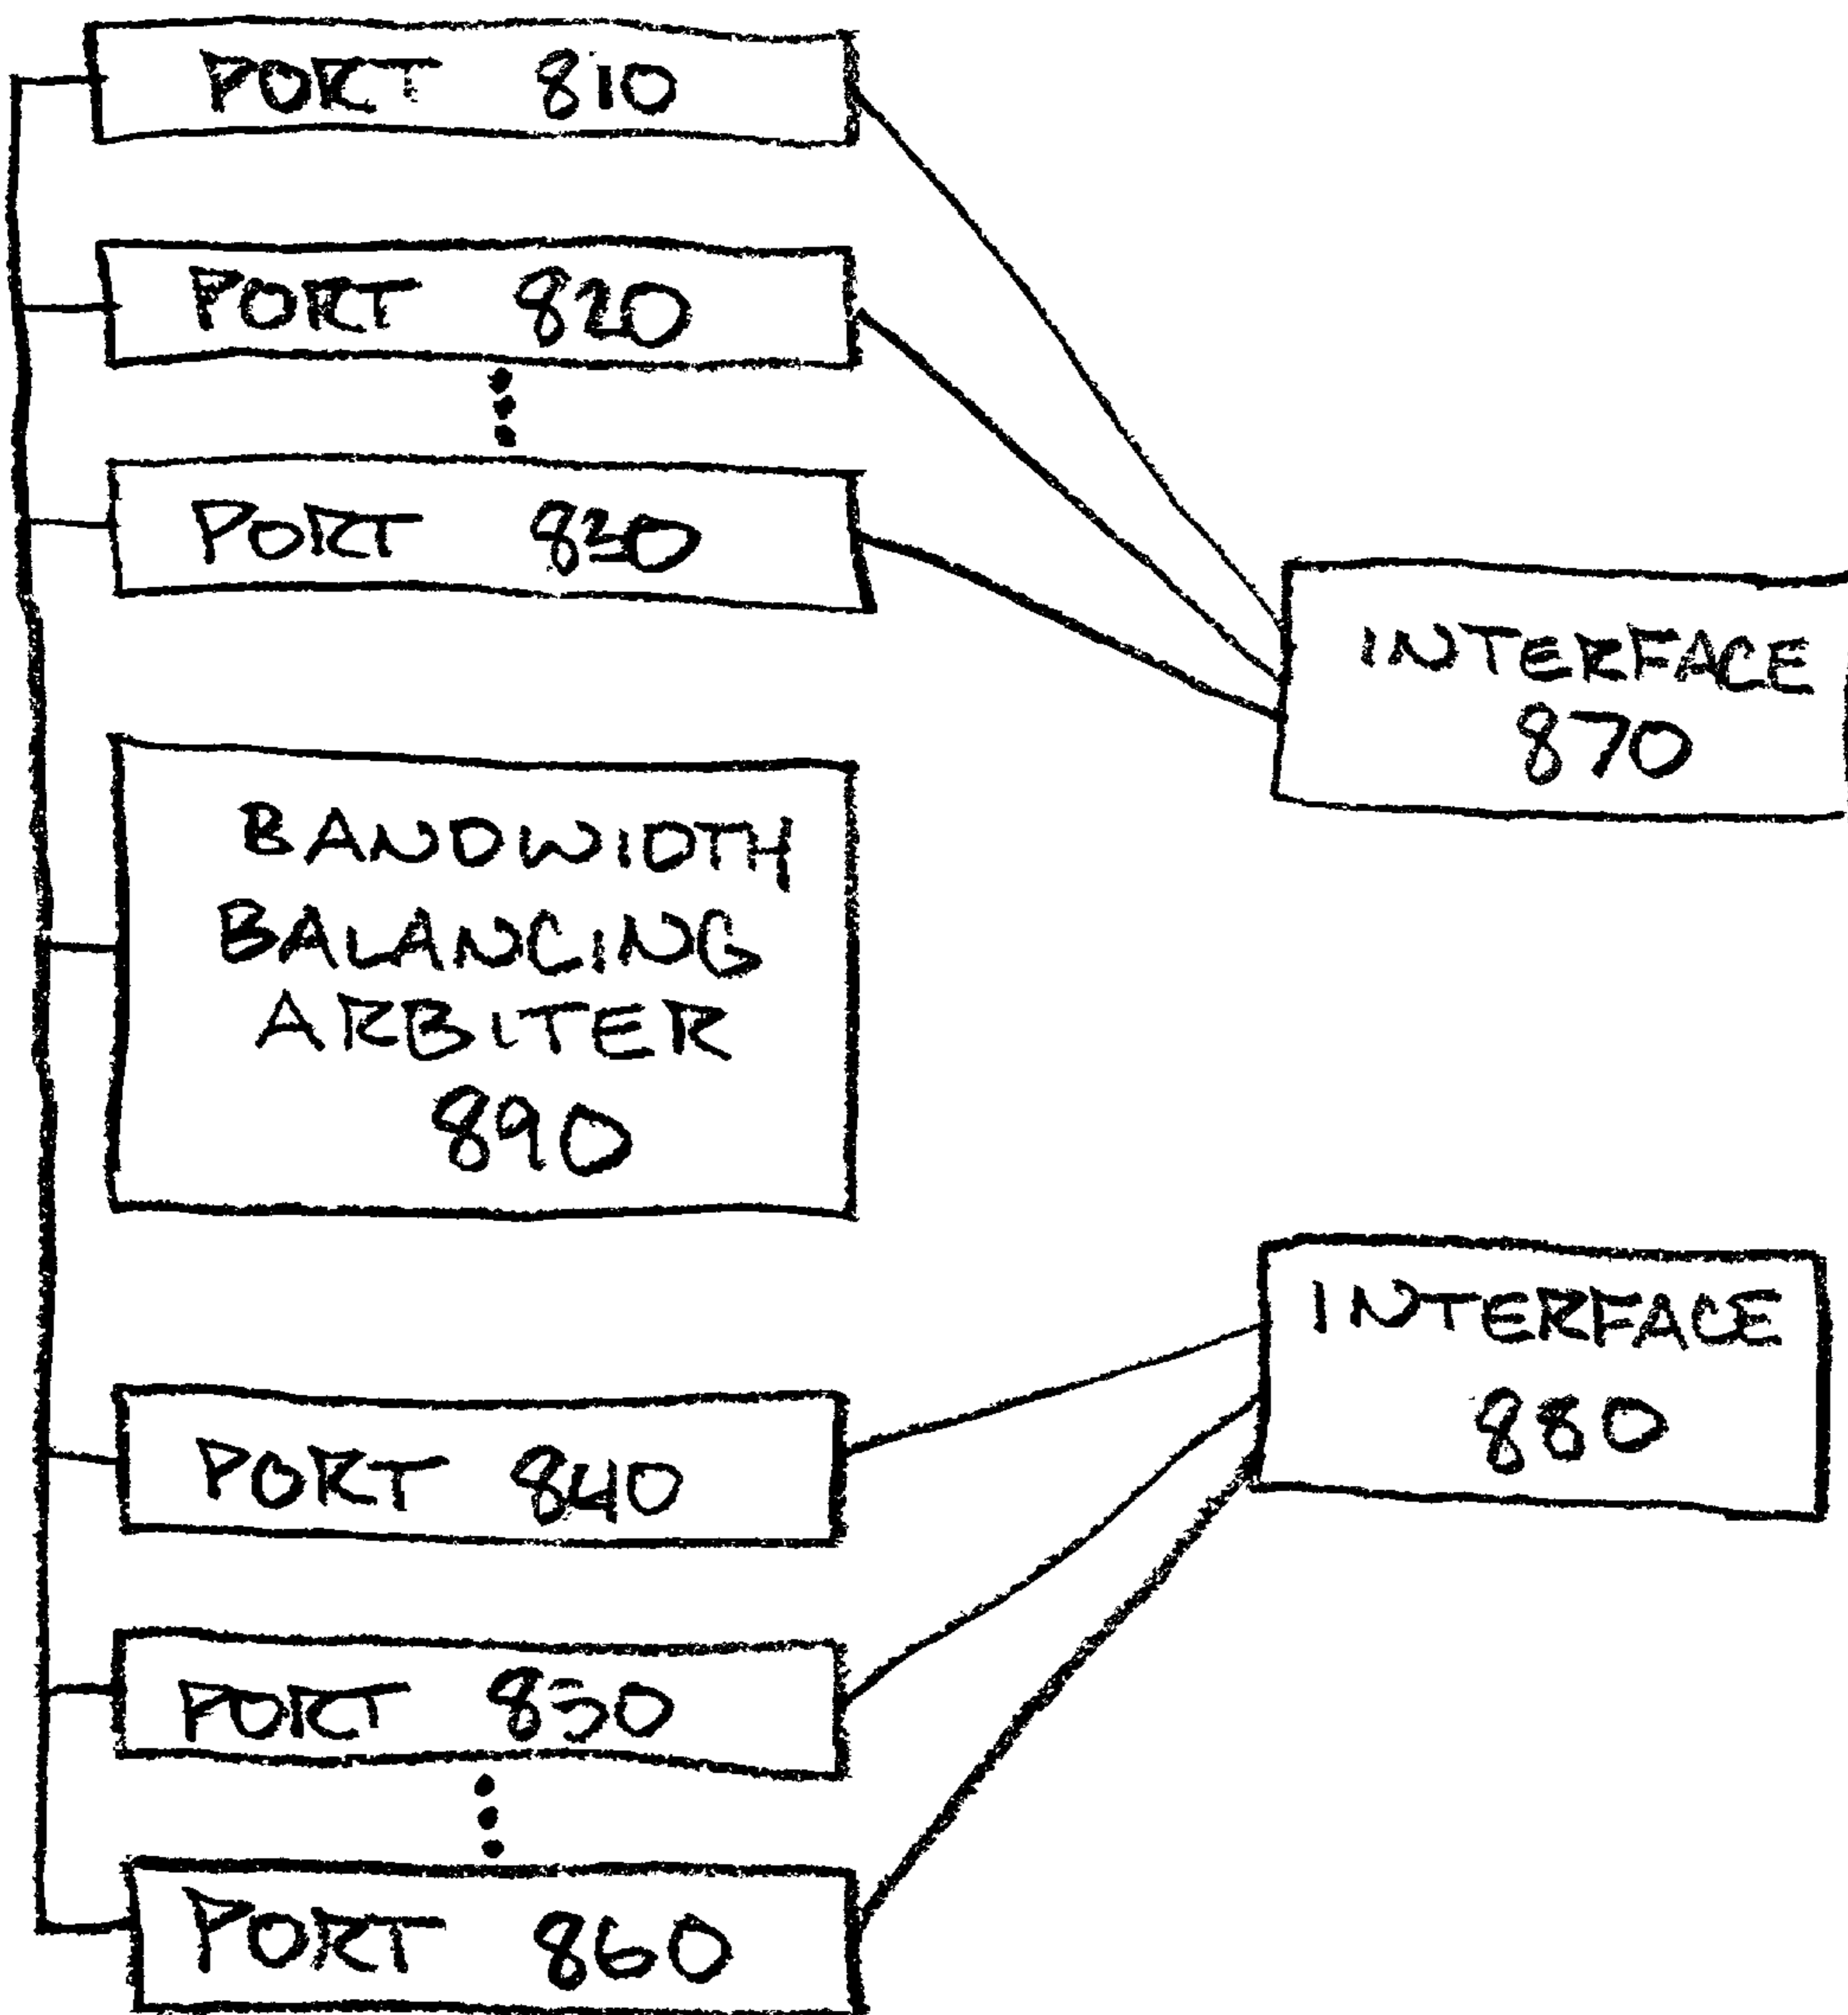 PORT 810
PORT 820
PORT 830
INTERFACE
870
BANDWIDTH
BALANCING
ARBITER
890
INTERFACE
880
PORT 840
PORT 850
PORT 860